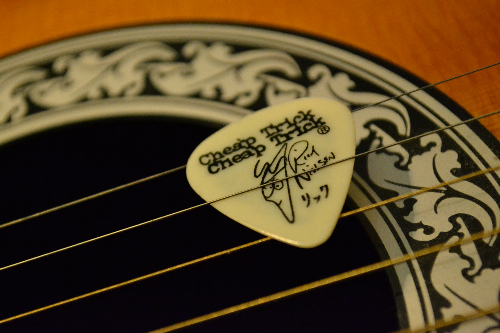 Cheap Trick
Cheap Trick®
Rick
Nielsen
リック